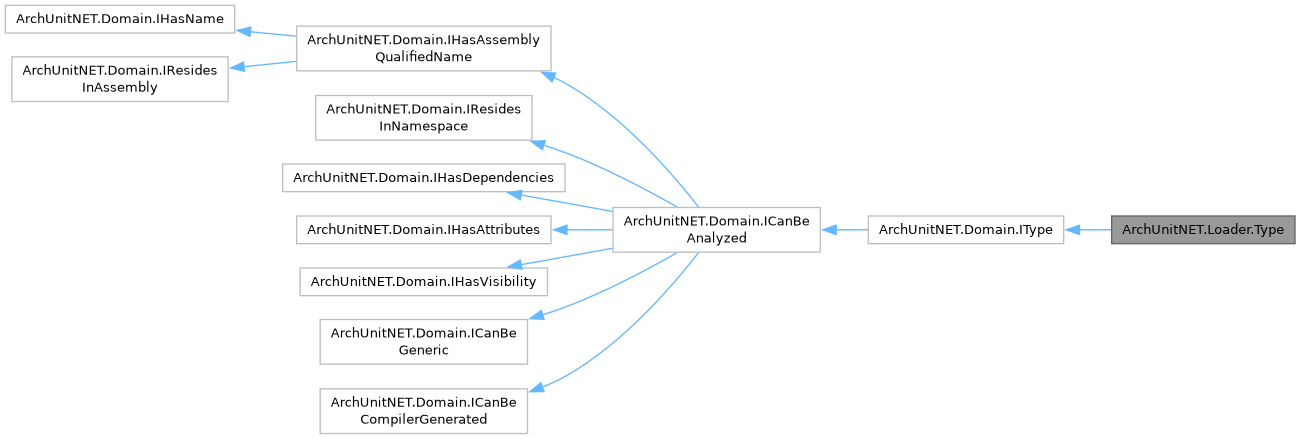 ArchUnitNET.Domain.IHasName
ArchUnitNET.Domain.IResides
InAssembly
ArchUnitNET.Domain.IHasAssembly
QualifiedName
ArchUnitNET.Domain.IResides
InNamespace
ArchUnitNET.Domain.IHasDependencies
ArchUnitNET.Domain.IHasAttributes
ArchUnitNET.Domain.IHasVisibility
ArchUnitNET.Domain.ICanBe
Generic
ArchUnitNET.Domain.ICanBe
CompilerGenerated
ArchUnitNET.Domain.ICanBe
Analyzed
ArchUnitNET.Domain.IType
ArchUnitNET.Loader.Type